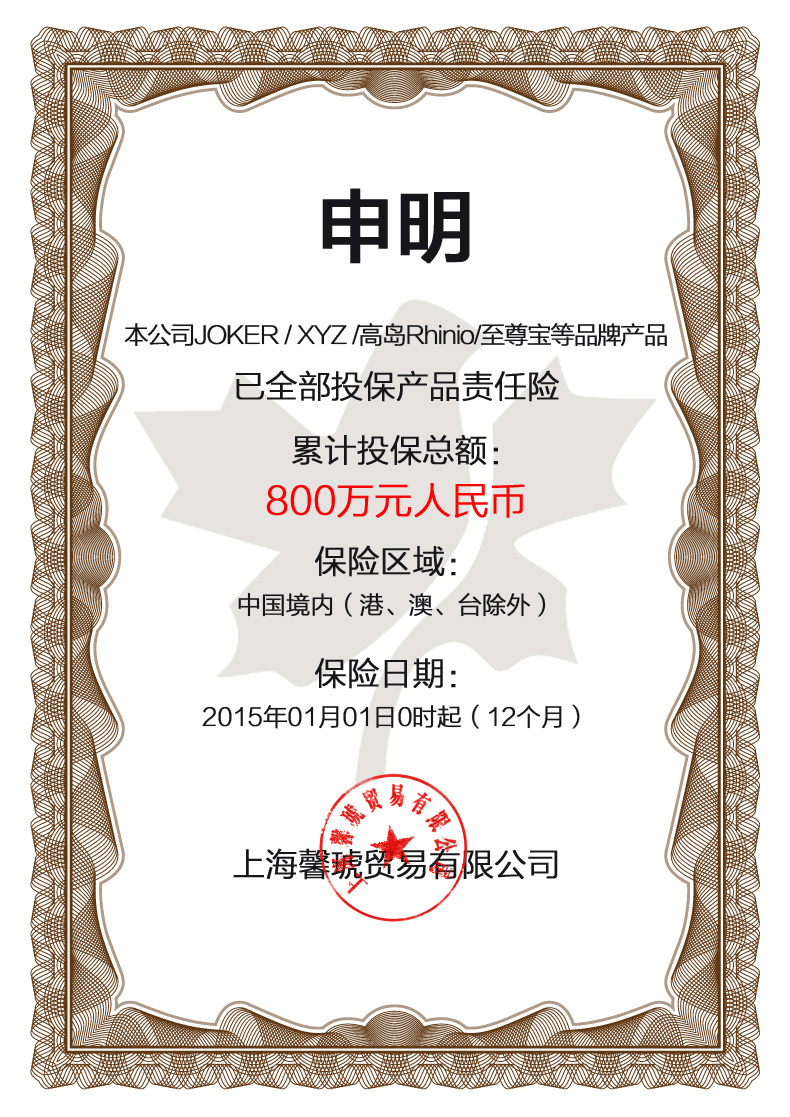 申明
本公司JOKER / XYZ /高岛Rhinio/至尊宝等品牌产品
已全部投保产品责任险
累计投保总额:
800万元人民币
保险区域:
中国境内（港、澳、台除外）
保险日期:
2015年01月01日0时起（12个月）
上海馨琥贸易有限公司
上海馨琥贸易有限公司